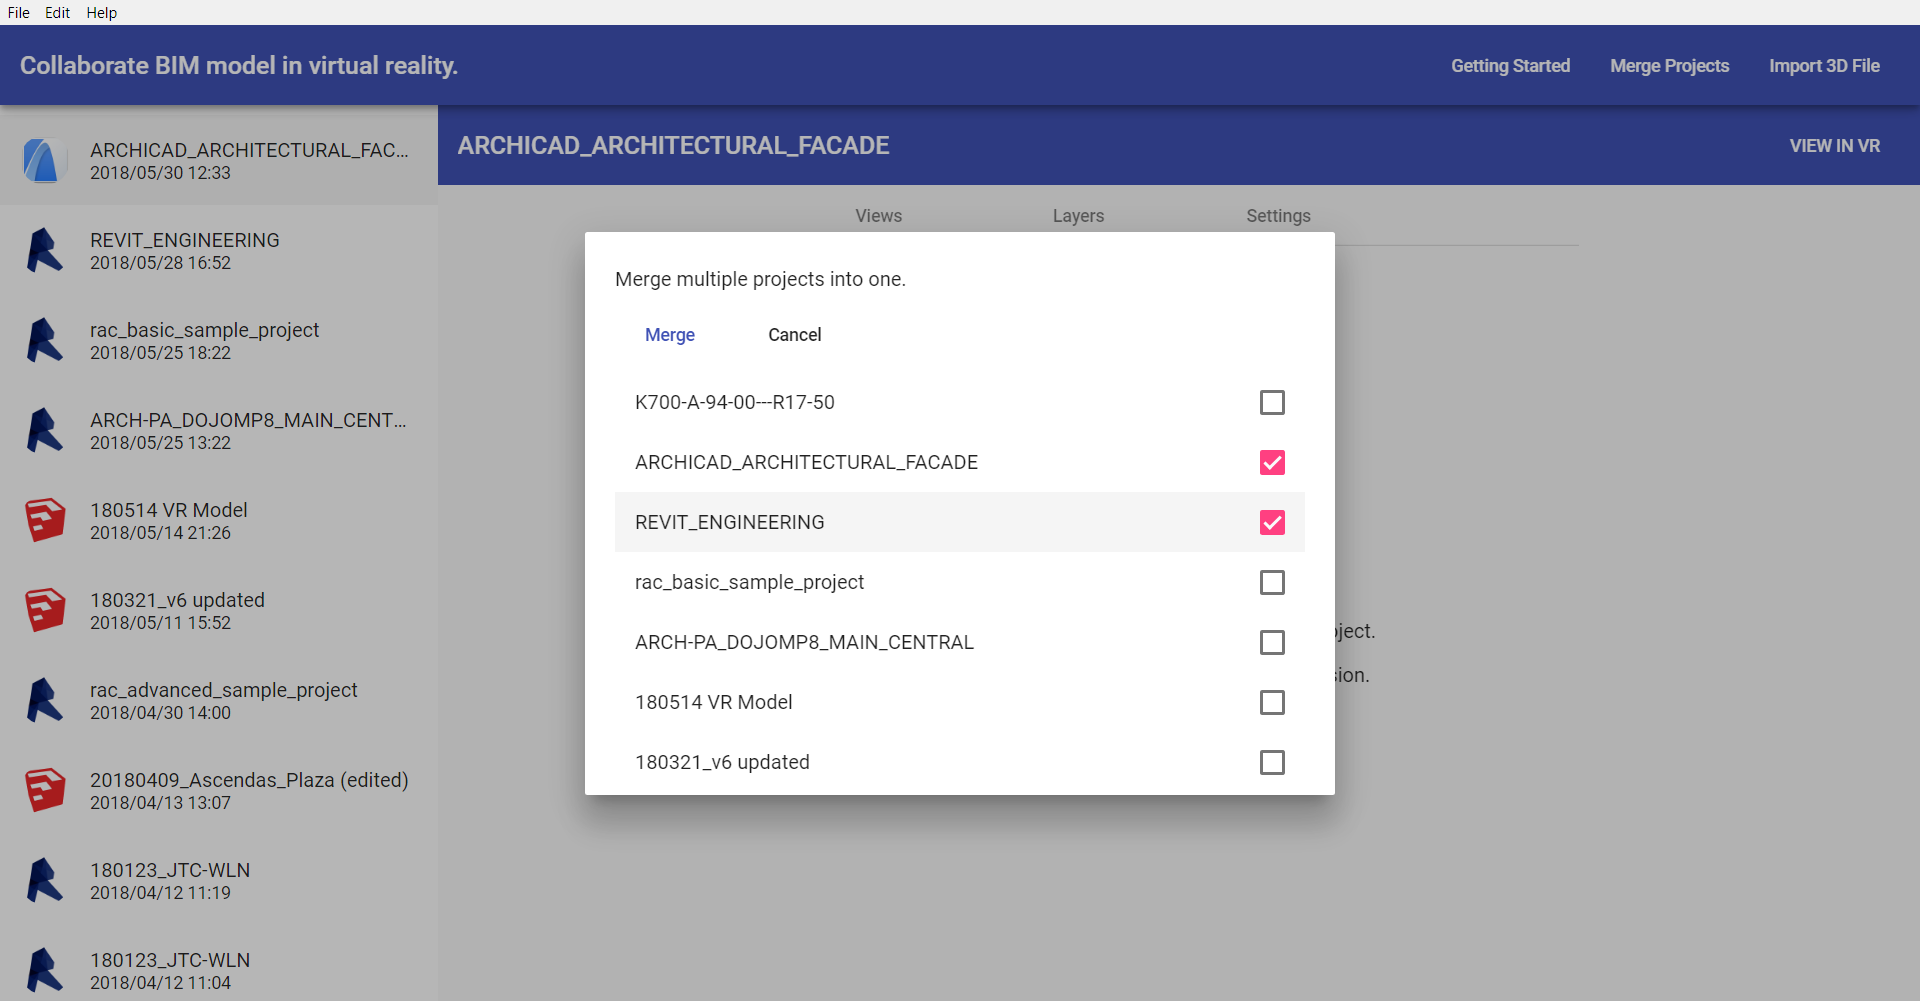 File Edit Help
Collaborate BIM model in virtual reality.
Getting Started Merge Projects Import 3D File
ARCHICAD_ARCHITECTURAL_FAC...
2018/05/30 12:33
REVIT_ENGINEERING
2018/05/28 16:52
rac_basic_sample_project
2018/05/25 18:22
ARCH-PA_DOJOMP8_MAIN_CENT...
2018/05/25 13:22
180514 VR Model
2018/05/14 21:26
180321_v6 updated
2018/05/11 15:52
rac_advanced_sample_project
2018/04/30 14:00
20180409_Ascendas_Plaza (edited)
2018/04/13 13:07
180123_JTC-WLN
2018/04/12 11:19
180123_JTC-WLN
2018/04/12 11:04
ARCHICAD_ARCHITECTURAL_FACADE
VIEW IN VR
Views Layers Settings
Merge multiple projects into one.
Merge Cancel
K700-A-94-00---R17-50
ARCHICAD_ARCHITECTURAL_FACADE
REVIT_ENGINEERING
rac_basic_sample_project
ARCH-PA_DOJOMP8_MAIN_CENTRAL
180514 VR Model
180321_v6 updated